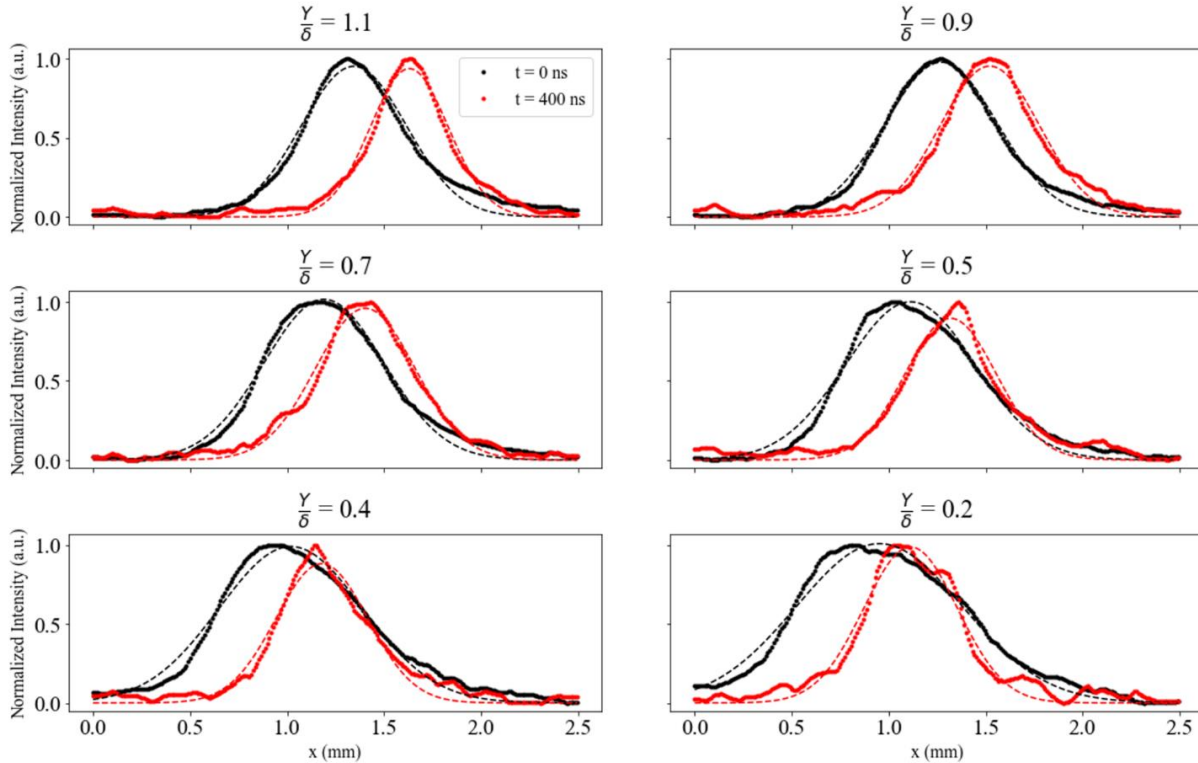 Y/δ = 1.1
Y/δ = 0.9
Normalized Intensity (a.u.)
1.0
0.5
0.0
t = 0 ns
t = 400 ns
Y/δ = 0.7
Y/δ = 0.5
Normalized Intensity (a.u.)
1.0
0.5
0.0
Y/δ = 0.4
Y/δ = 0.2
Normalized Intensity (a.u.)
1.0
0.5
0.0
0.0 0.5 1.0 1.5 2.0 2.5
0.0 0.5 1.0 1.5 2.0 2.5
x (mm)
x (mm)